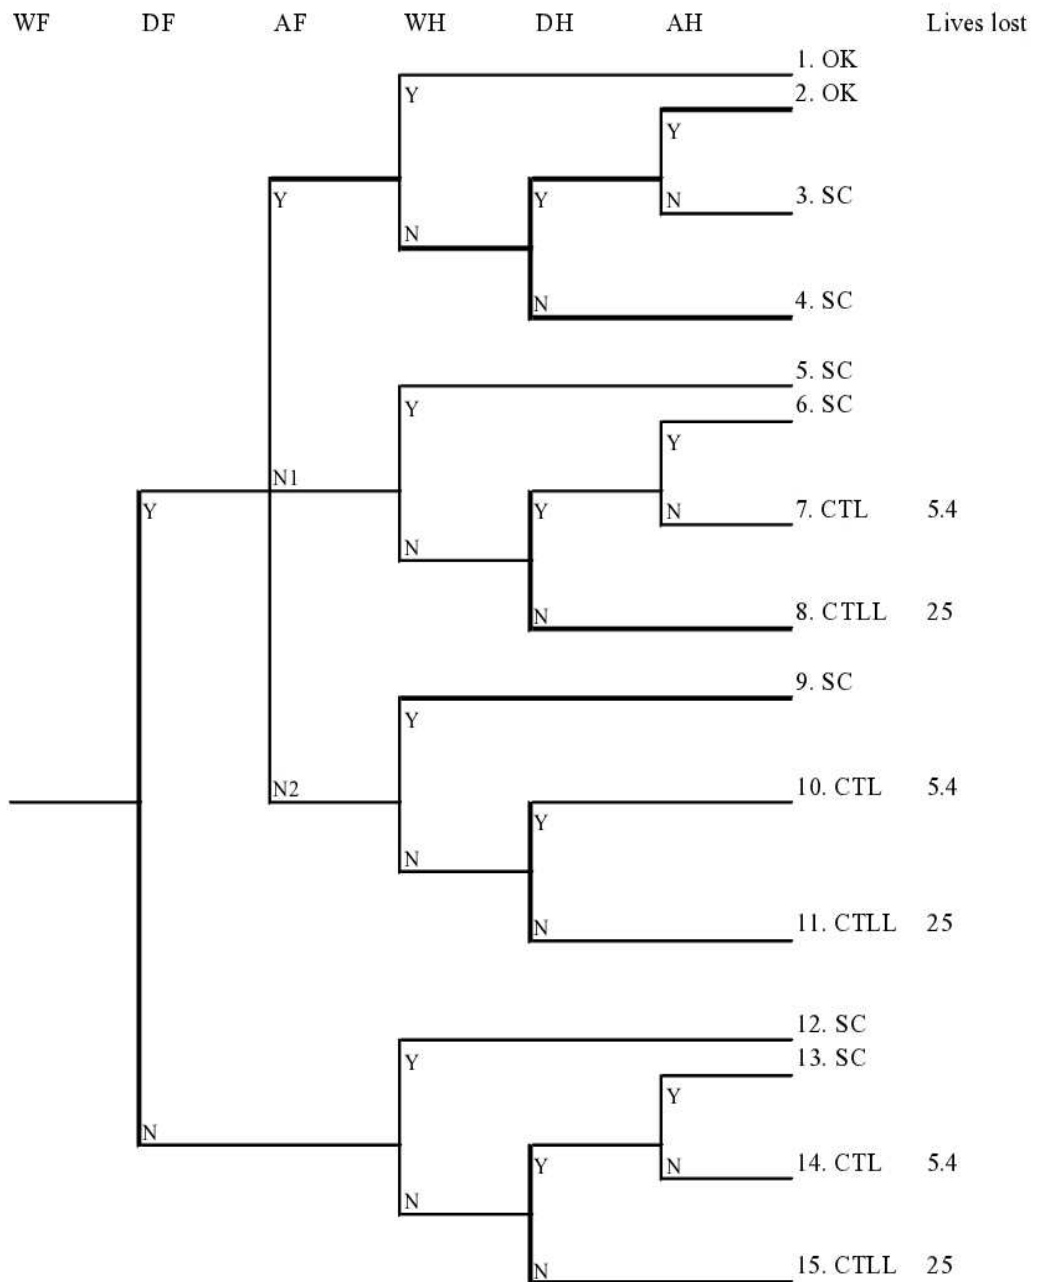 WF DF AF WH DH AH Lives lost
1. OK
Y 2. OK
Y
Y Y N 3. SC
N
N 4. SC
5. SC
Y 6. SC
Y
N1
Y Y N 7. CTL 5.4
N
N 8. CTLL 25
9. SC
Y
N2 10. CTL 5.4
Y
N
N 11. CTLL 25
12. SC
Y 13. SC
Y
N
Y N 14. CTL 5.4
N
N 15. CTLL 25